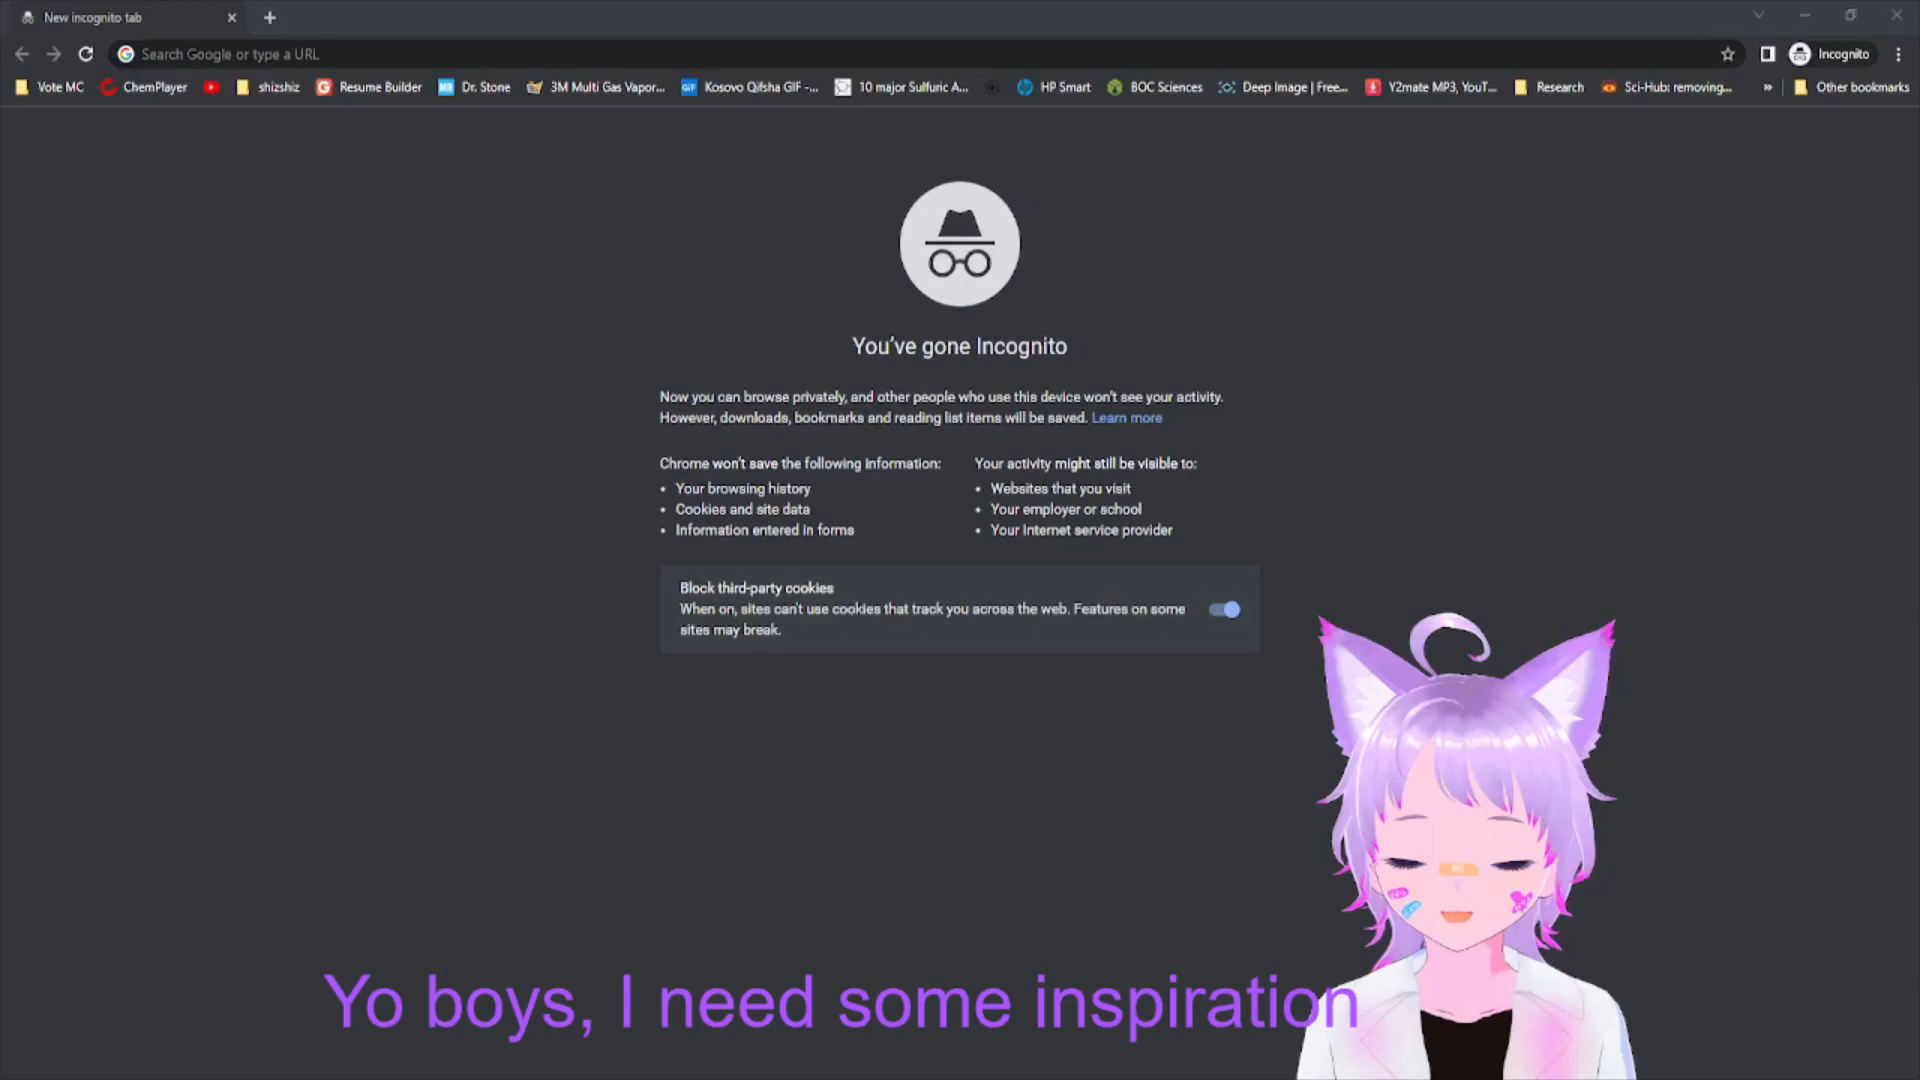 New incognito tab
Search Google or type a URL
Incognito
Vote MC
ChemPlayer
shizshiz
Resume Builder
Dr. Stone
3M Multi Gas Vapor...
GIF
Kosovo Qifsha GIF -...
10 major Sulfuric A...
HP Smart
BOC Sciences
Deep Image | Free...
Y2mate MP3, YouT...
Research
Sci-Hub: removing...
»
Other bookmarks
You've gone Incognito
Now you can browse privately, and other people who use this device won't see your activity.
However, downloads, bookmarks and reading list items will be saved. Learn more
Chrome won't save the following information:
• Your browsing history
• Cookies and site data
• Information entered in forms
Your activity might still be visible to:
• Websites that you visit
• Your employer or school
• Your Internet service provider
Block third-party cookies
When on, sites can't use cookies that track you across the web. Features on some
sites may break.
Yo boys, I need some inspiration